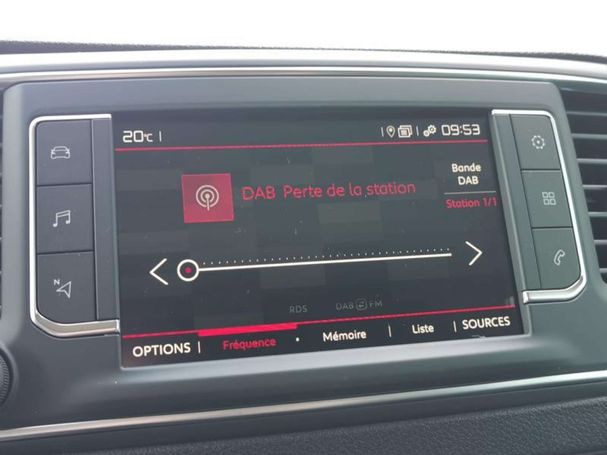 20°C
09:53
Bande
DAB
DAB Perte de la station
Station 1/1
RDS
DAB FM
OPTIONS
Fréquence
Mémoire
Liste
SOURCES
N